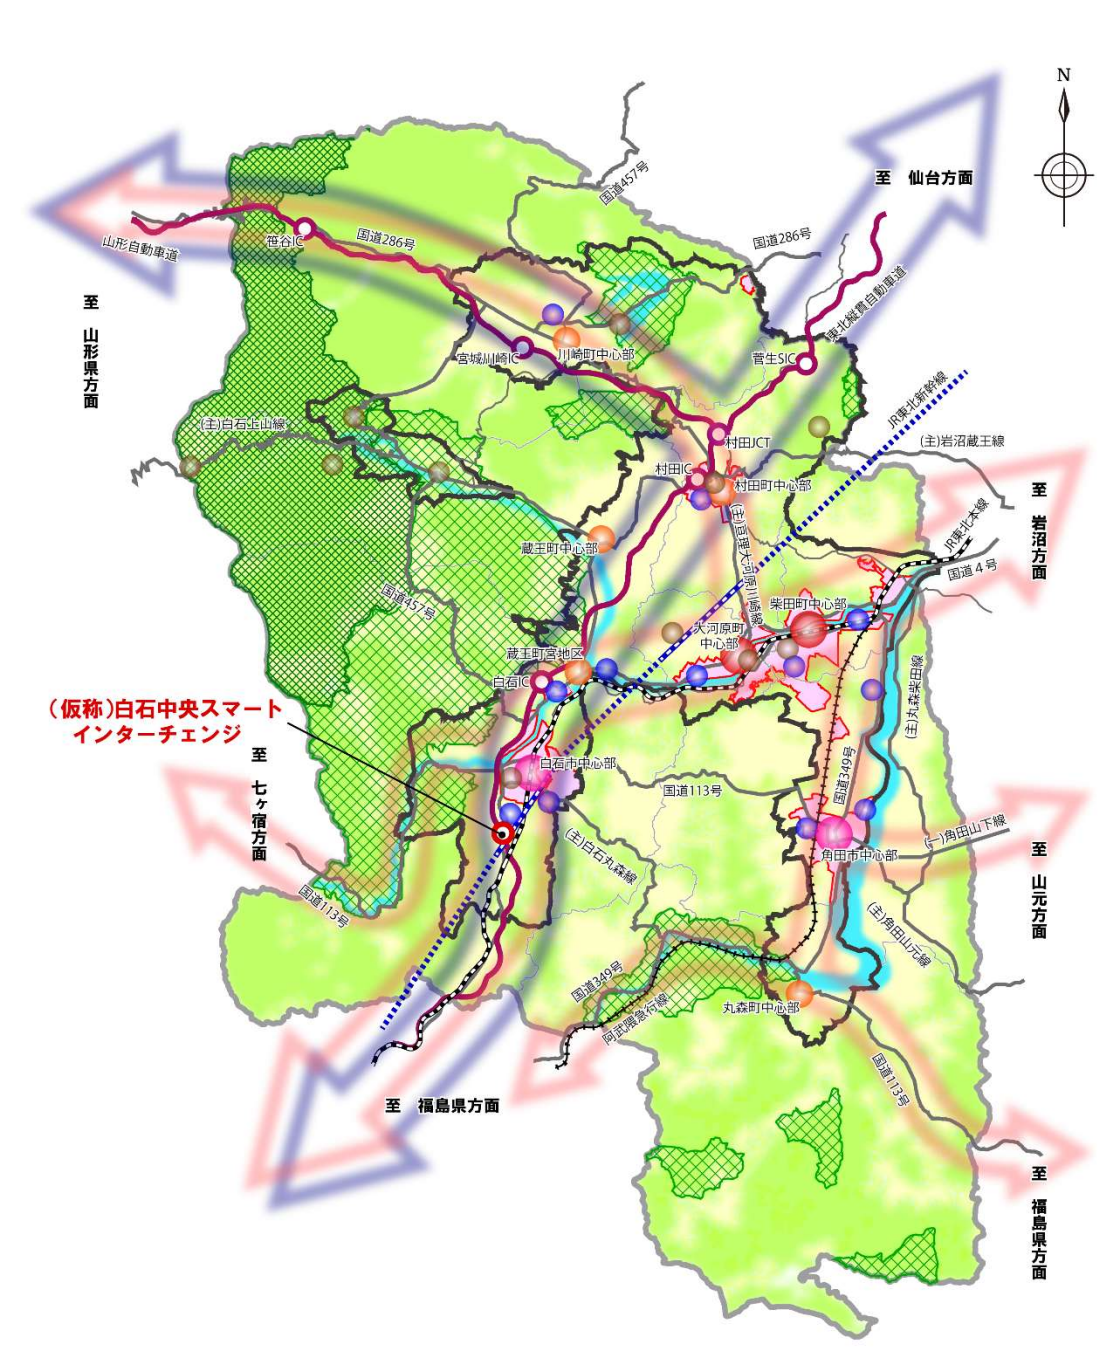 N
至 仙台方面
国道457号
国道286号
国道286号
笹谷IC
山形自動車道
至 山形県方面
東北縦貫自動車道
宮城川崎IC
川崎町中心部
菅生SIC
JR東北新幹線
(主)白石上山線
村田JCT
(主)岩沼蔵王線
村田IC
村田町中心部
至 岩沼方面
(主)亘理大河原川崎線
JR東北本線
国道4号
蔵王町中心部
国道457号
柴田町中心部
大河原町
中心部
蔵王町宮地区
白石IC
(主)丸森柴田線
(仮称)白石中央スマート
インターチェンジ
至 七ヶ宿方面
白石市中心部
国道113号
国道349号
(主)白石丸森線
角田市中心部
(一)角田山下線
至 山元方面
国道113号
(主)角田山元線
国道349号
丸森町中心部
阿武隈急行線
国道113号
至 福島県方面
至 福島県方面